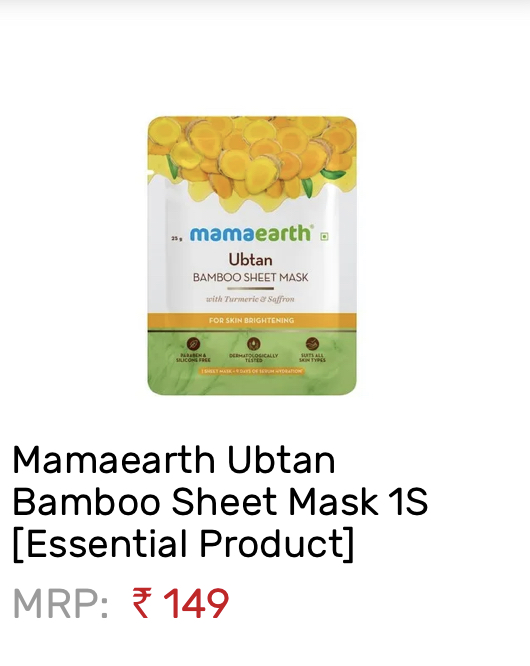 25 g mamaearth®
Ubtan
BAMBOO SHEET MASK
with Turmeric & Saffron
FOR SKIN BRIGHTENING
PARABEN & SILICONE FREE
DERMATOLOGICALLY TESTED
SUITS ALL SKIN TYPES
Mamaearth Ubtan
Bamboo Sheet Mask 1S
[Essential Product]
MRP: ₹ 149